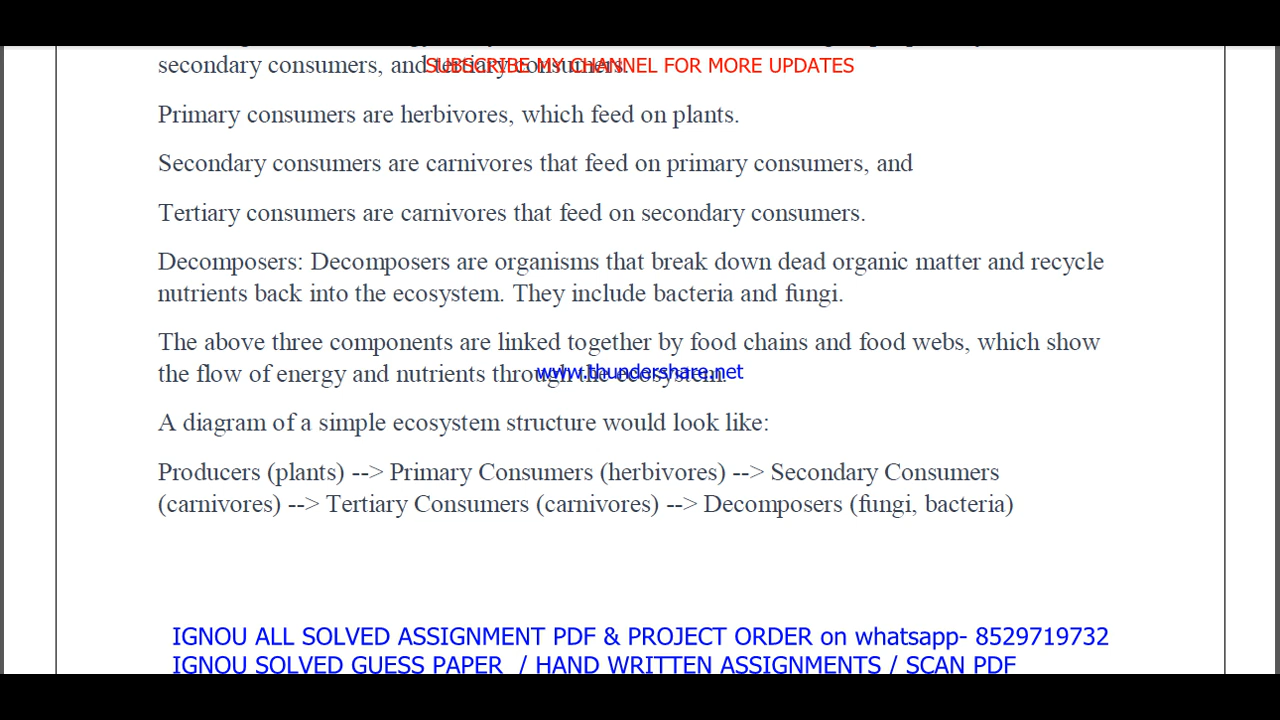 secondary consumers, and tertiary consumers.
SUBSCRIBE MY CHANNEL FOR MORE UPDATES
Primary consumers are herbivores, which feed on plants.
Secondary consumers are carnivores that feed on primary consumers, and
Tertiary consumers are carnivores that feed on secondary consumers.
Decomposers: Decomposers are organisms that break down dead organic matter and recycle
nutrients back into the ecosystem. They include bacteria and fungi.
The above three components are linked together by food chains and food webs, which show
the flow of energy and nutrients through the ecosystem.
www.thundershare.net
A diagram of a simple ecosystem structure would look like:
Producers (plants) --> Primary Consumers (herbivores) --> Secondary Consumers
(carnivores) --> Tertiary Consumers (carnivores) --> Decomposers (fungi, bacteria)
IGNOU ALL SOLVED ASSIGNMENT PDF & PROJECT ORDER on whatsapp- 8529719732
IGNOU SOLVED GUESS PAPER / HAND WRITTEN ASSIGNMENTS / SCAN PDF